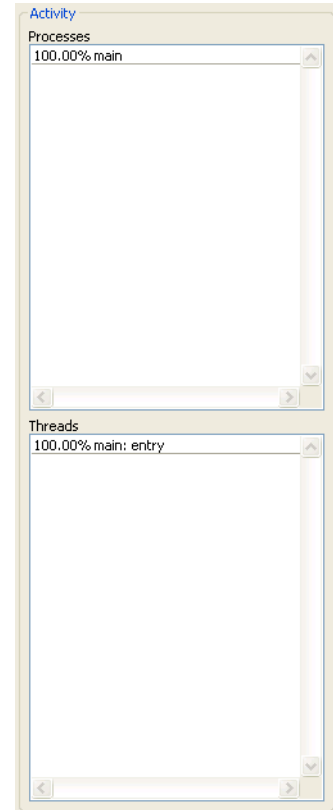 Activity
Processes
100.00% main
Threads
100.00% main: entry